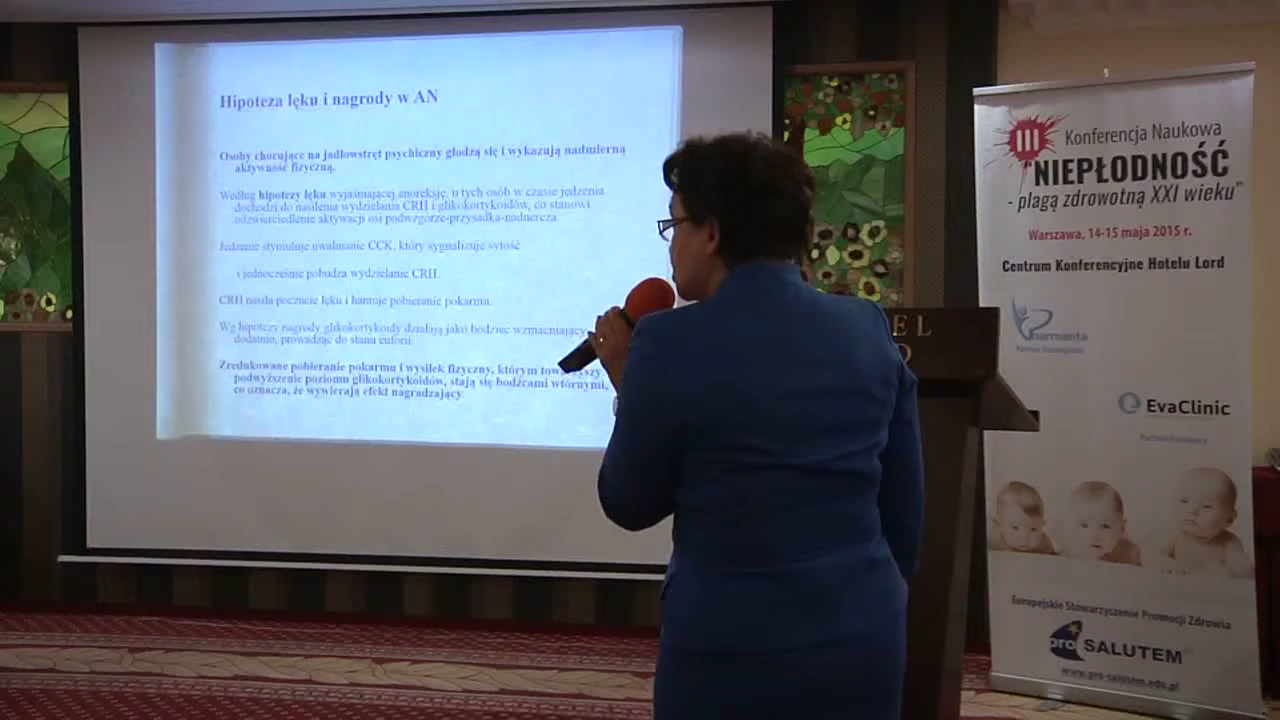 Hipoteza lęku i nagrody w AN
Osoby chorujące na jadłowstręt psychiczny głodzą się i wykazują nadmierną
aktywność fizyczną.
Według hipotezy lęku wyjaśniającej anoreksję, u tych osób w czasie jedzenia
dochodzi do nasilenia wydzielania CRH i glikokortykoidów, co stanowi
odzwierciedlenie aktywacji osi podwzgórze-przysadka-nadnercza.
Jedzenie stymuluje uwalnianie CCK, który sygnalizuje sytość
i jednocześnie pobudza wydzielanie CRH.
CRH nasila poczucie lęku i hamuje pobieranie pokarmu.
Wg hipotezy nagrody glikokortykoidy działają jako bodziec wzmacniający
dodatnio, prowadząc do stanu euforii
Zredukowane pobieranie pokarmu i wysiłek fizyczny, którym
podwyższenie poziomu glikokortykoidów, stają się bodźcami wtórnymi,
co oznacza, że wywierają efekt nagradzający
III Konferencja Naukowa
"NIEPŁODNOŚĆ
- plagą zdrowotną XXI wieku"
Warszawa, 14-15 maja 2015 r.
Centrum Konferencyjne Hotelu Lord
EvaClinic
Europejskie Stowarzyszenie Promocji Zdrowia
pro SALUTEM
www.pro-salutem.edu.pl